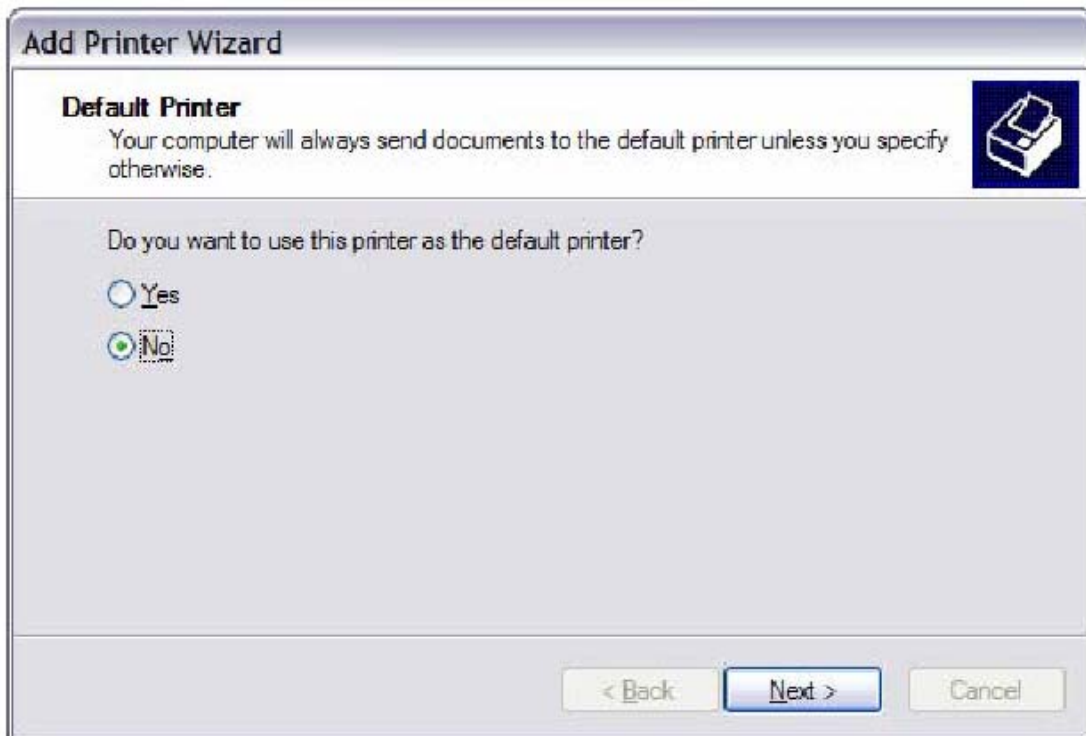 Add Printer Wizard
Default Printer
Your computer will always send documents to the default printer unless you specify
otherwise.
Do you want to use this printer as the default printer?
Yes
No
< Back Next > Cancel